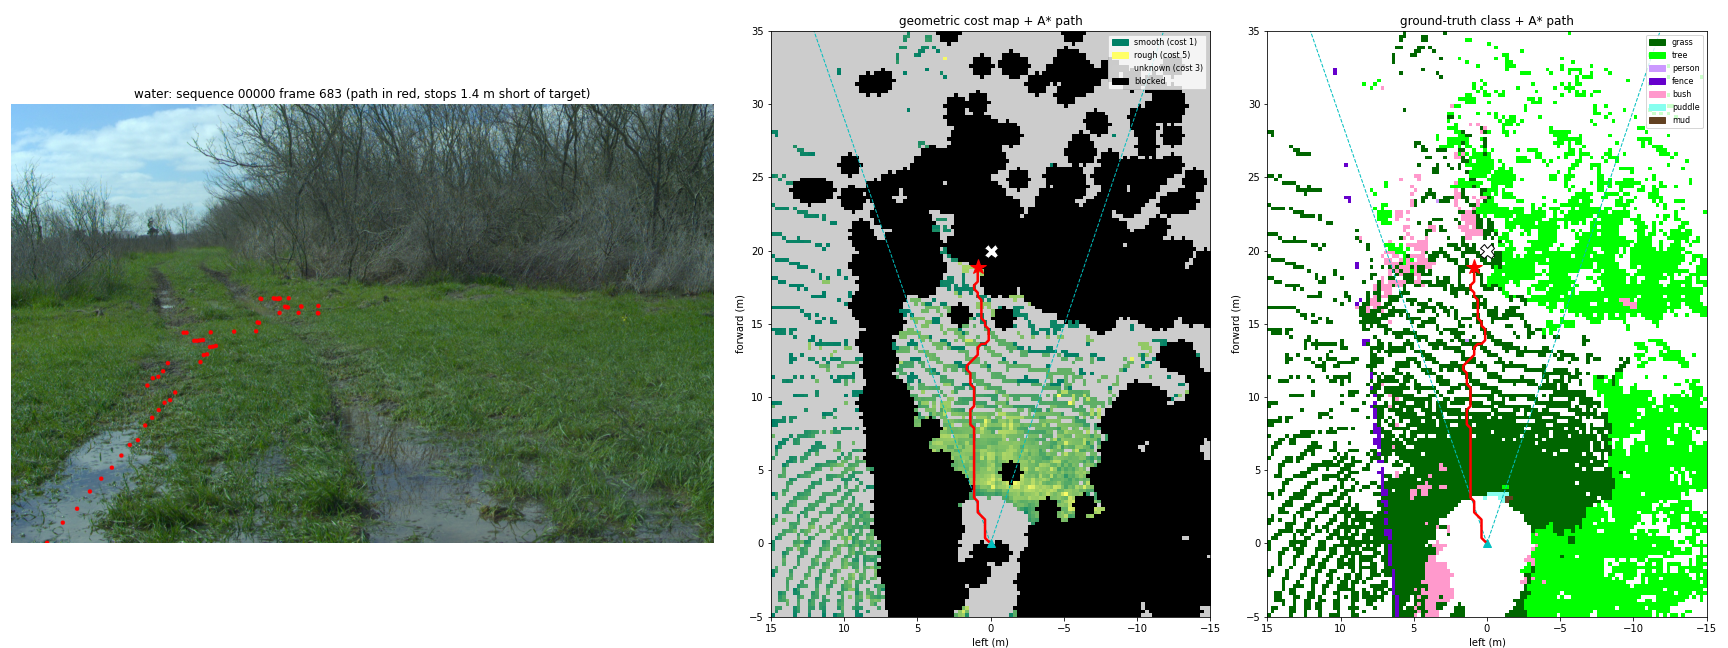 water: sequence 00000 frame 683 (path in red, stops 1.4 m short of target)
geometric cost map + A* path
smooth (cost 1)
rough (cost 5)
unknown (cost 3)
blocked
35
30
25
20
15
10
5
0
−5
forward (m)
15 10 5 0 −5 −10 −15
left (m)
ground-truth class + A* path
grass
tree
person
fence
bush
puddle
mud
35
30
25
20
15
10
5
0
−5
forward (m)
15 10 5 0 −5 −10 −15
left (m)